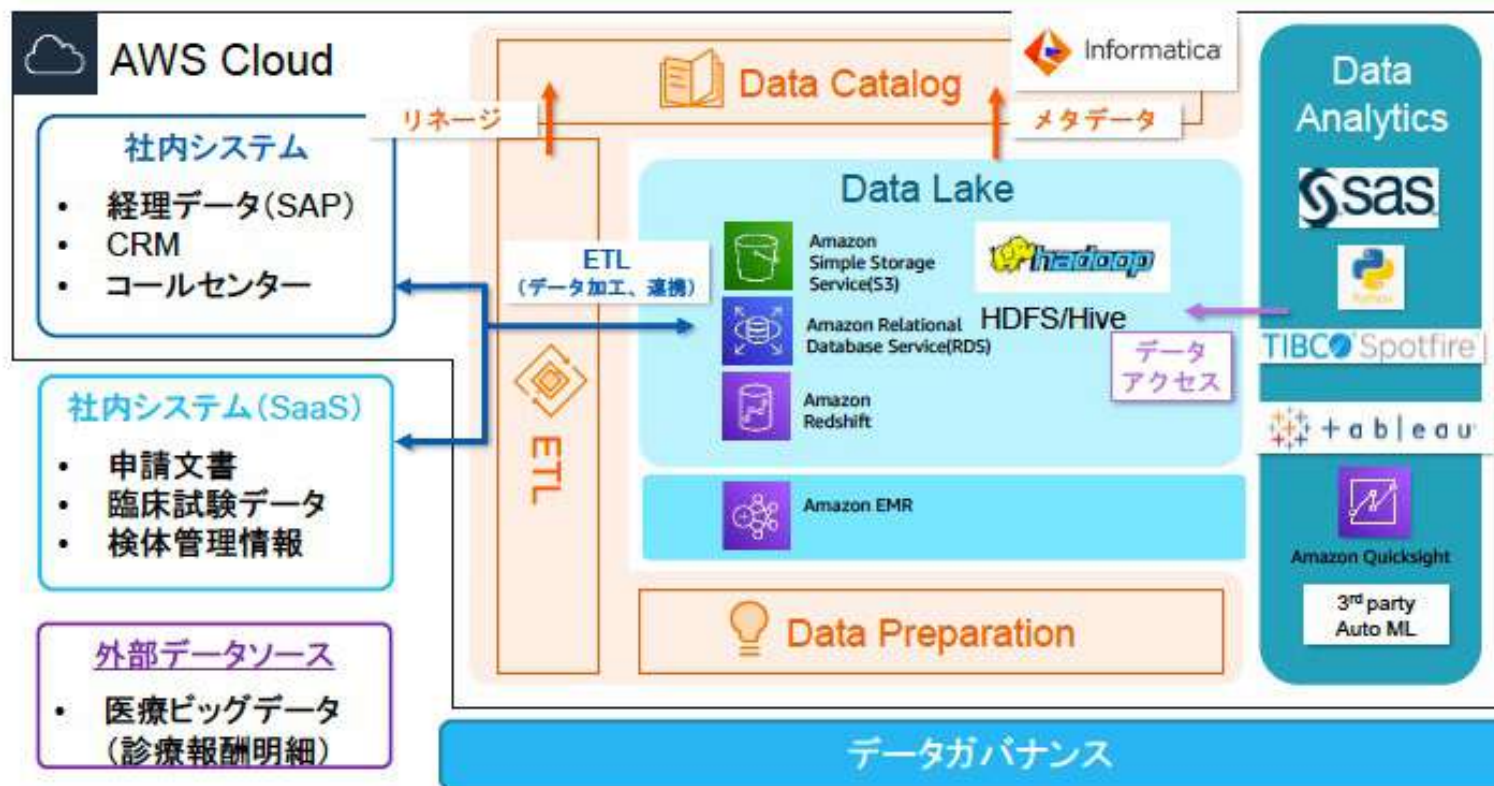 AWS Cloud
社内システム
• 経理データ(SAP)
• CRM
• コールセンター
社内システム(SaaS)
• 申請文書
• 臨床試験データ
• 検体管理情報
外部データソース
• 医療ビッグデータ
(診療報酬明細)
リネージ
Data Catalog
Informatica
メタデータ
ETL
(データ加工、連携)
ETL
Data Lake
Amazon
Simple Storage
Service(S3)
hadoop
HDFS/Hive
Amazon Relational
Database Service(RDS)
Amazon
Redshift
データ
アクセス
Amazon EMR
Data Preparation
Data
Analytics
sas
Python
TIBCO Spotfire
+ableau
Amazon Quicksight
3rd party
Auto ML
データガバナンス